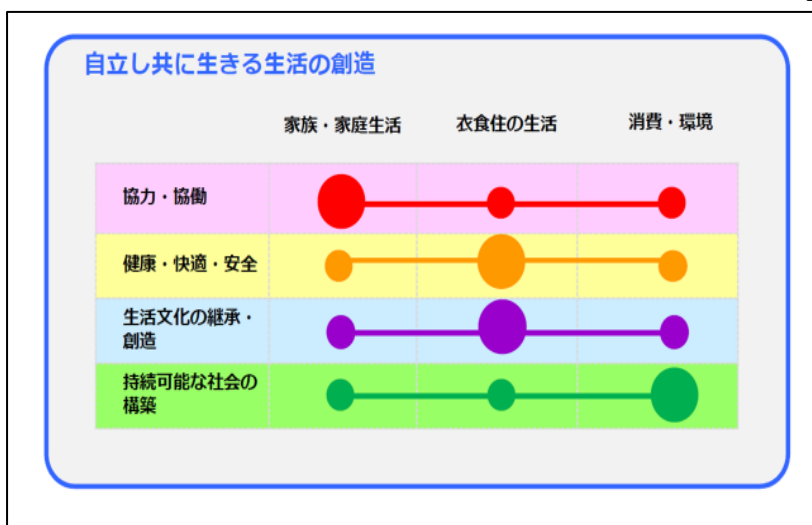 自立し共に生きる生活の創造
家族・家庭生活
衣食住の生活
消費・環境
協力・協働
健康・快適・安全
生活文化の継承・
創造
持続可能な社会の
構築